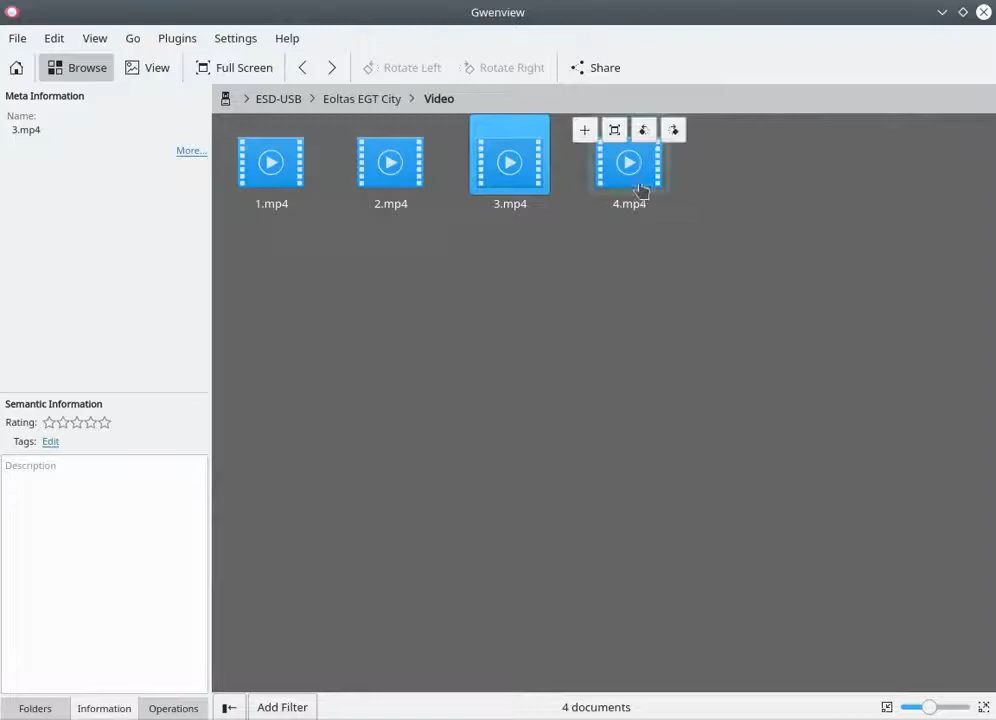 Gwenview
File Edit View Go Plugins Settings Help
Browse View Full Screen Rotate Left Rotate Right Share
Meta Information
Name:
3.mp4
More...
ESD-USB Eoltas EGT City Video
1.mp4 2.mp4 3.mp4 4.mp4
Semantic Information
Rating:
Tags: Edit
Description
Folders Information Operations
Add Filter 4 documents